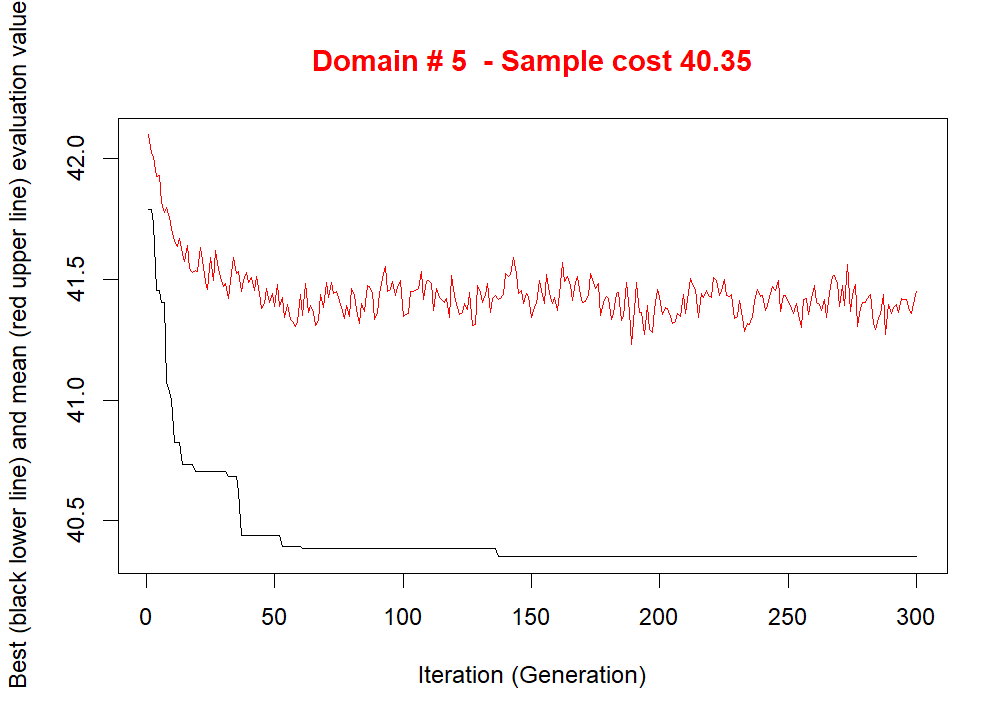 Domain # 5  - Sample cost 40.35
Best (black lower line) and mean (red upper line) evaluation value
42.0
41.5
41.0
40.5
0 50 100 150 200 250 300
Iteration (Generation)